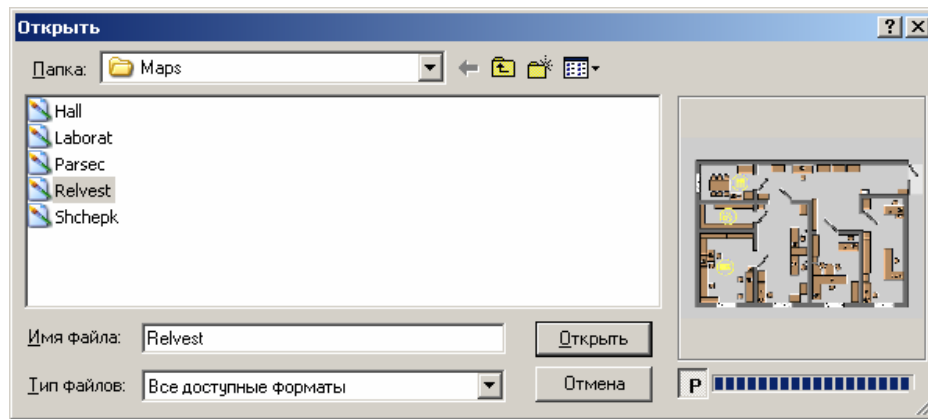 Открыть
Папка: Maps
Hall
Laborat
Parsec
Relvest
Shchepk
Имя файла: Relvest Открыть
Тип файлов: Все доступные форматы Отмена P